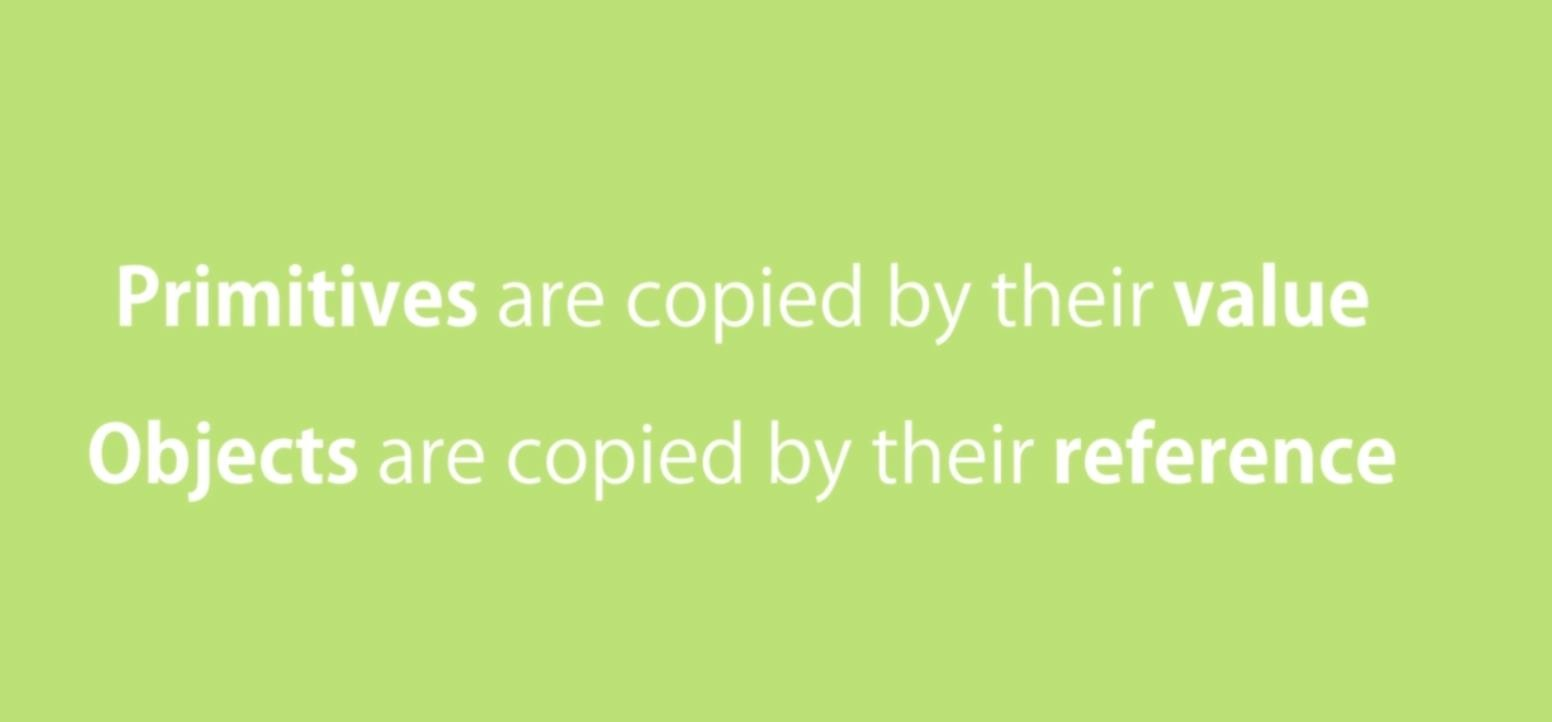 Primitives are copied by their value
Objects are copied by their reference